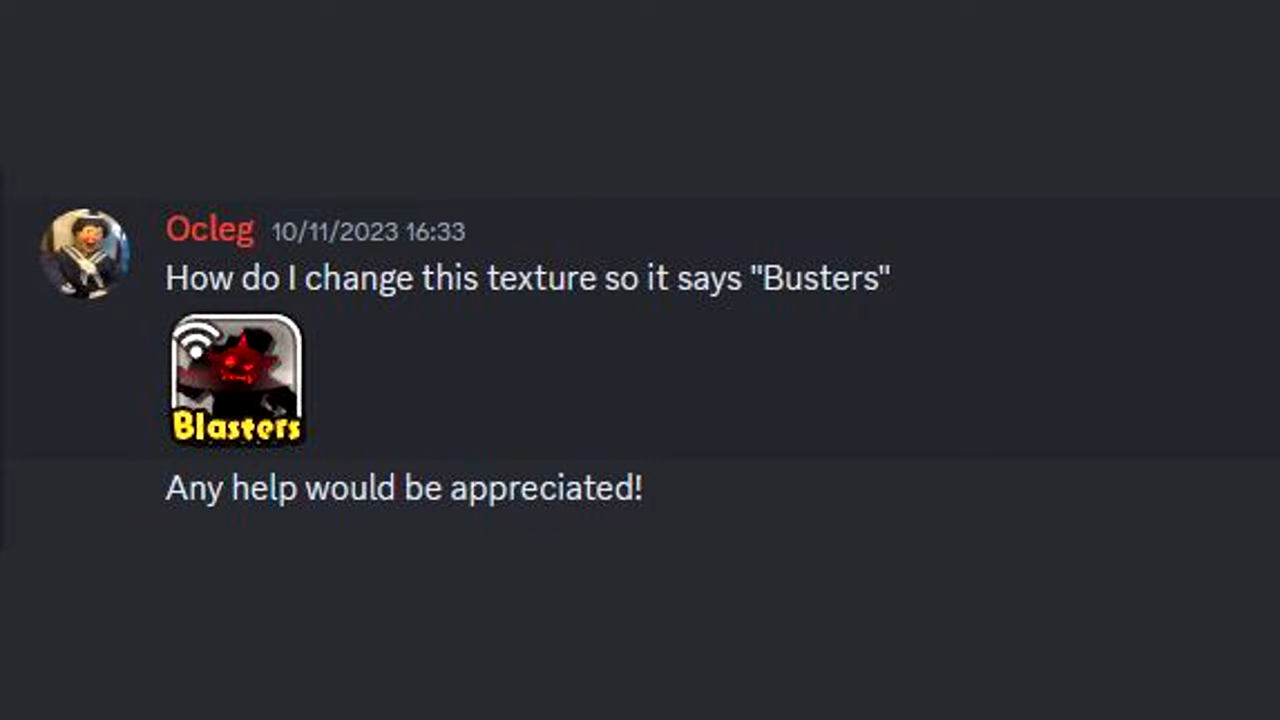 Ocleg 10/11/2023 16:33
How do I change this texture so it says "Busters"
Blasters
Any help would be appreciated!